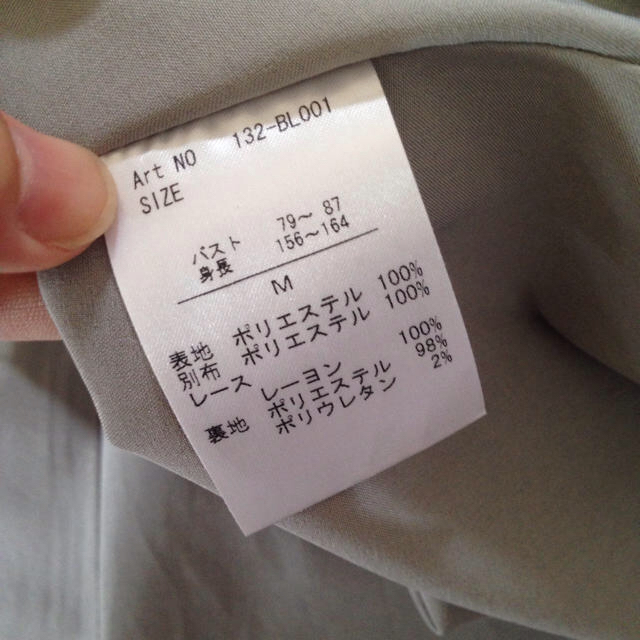 Art NO 132-BL001
SIZE
バスト 79～ 87
身長 156～164
M
表地 ポリエステル 100%
別布 ポリエステル 100%
レース レーヨン 100%
裏地 ポリエステル 98%
ポリウレタン 2%